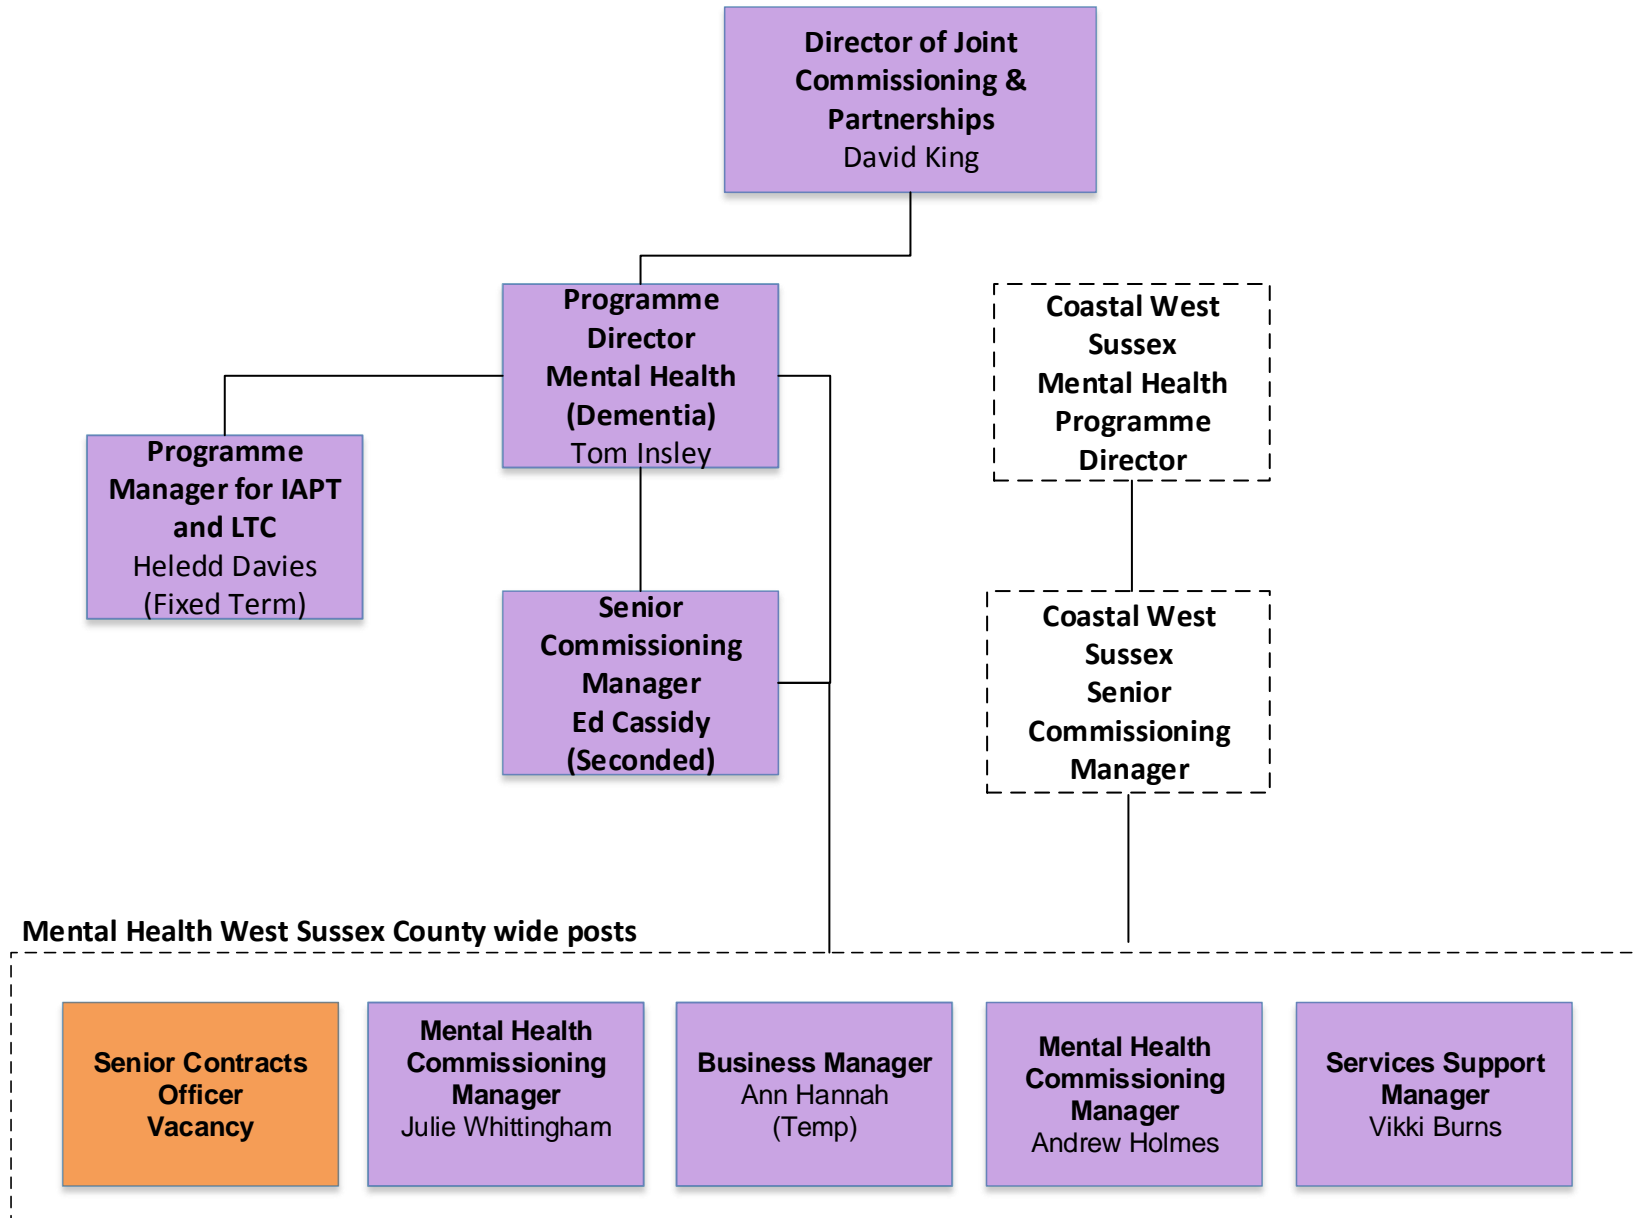 Director of Joint
Commissioning &
Partnerships
David King
Programme
Director
Mental Health
(Dementia)
Tom Insley
Coastal West
Sussex
Mental Health
Programme
Director
Programme
Manager for IAPT
and LTC
Heledd Davies
(Fixed Term)
Senior
Commissioning
Manager
Ed Cassidy
(Seconded)
Coastal West
Sussex
Senior
Commissioning
Manager
Mental Health West Sussex County wide posts
Senior Contracts
Officer
Vacancy
Mental Health
Commissioning
Manager
Julie Whittingham
Business Manager
Ann Hannah
(Temp)
Mental Health
Commissioning
Manager
Andrew Holmes
Services Support
Manager
Vikki Burns